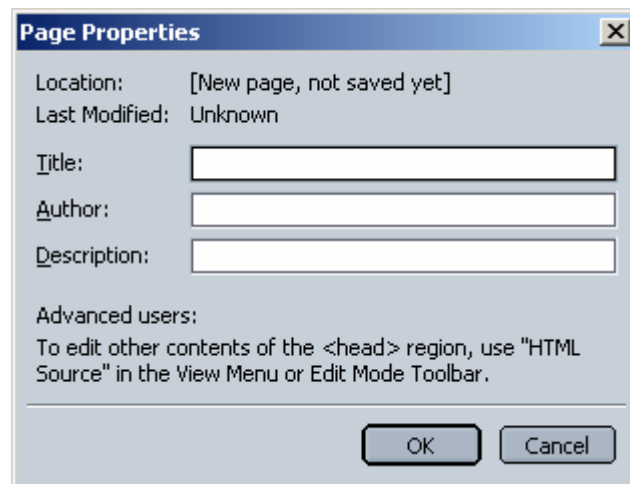 Page Properties
Location: [New page, not saved yet]
Last Modified: Unknown
Title:
Author:
Description:
Advanced users:
To edit other contents of the <head> region, use "HTML
Source" in the View Menu or Edit Mode Toolbar.
OK Cancel